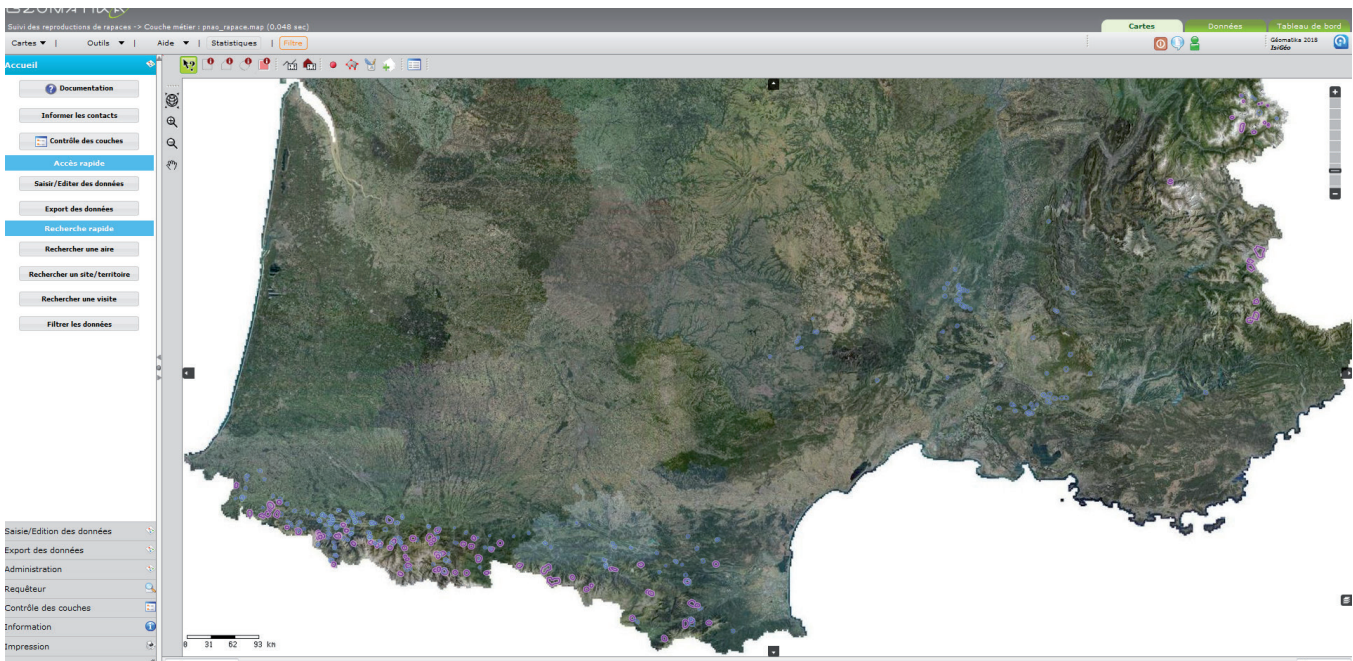 GÉOMATIKA
Suivi des reproductions de rapaces -> Couche métier : pnao_rapace.map (0.048 sec)
Cartes
Données
Tableau de bord
Cartes ▼ | Outils ▼ | Aide ▼ | Statistiques | Filtre
Géomatika 2018
IsiGéo
Accueil
Documentation
Informer les contacts
Contrôle des couches
Accès rapide
Saisir/Editer des données
Export des données
Recherche rapide
Rechercher une aire
Rechercher un site/territoire
Rechercher une visite
Filtrer les données
Saisie/Edition des données
Export des données
Administration
Requêteur
Contrôle des couches
Information
Impression
0 31 62 93 km